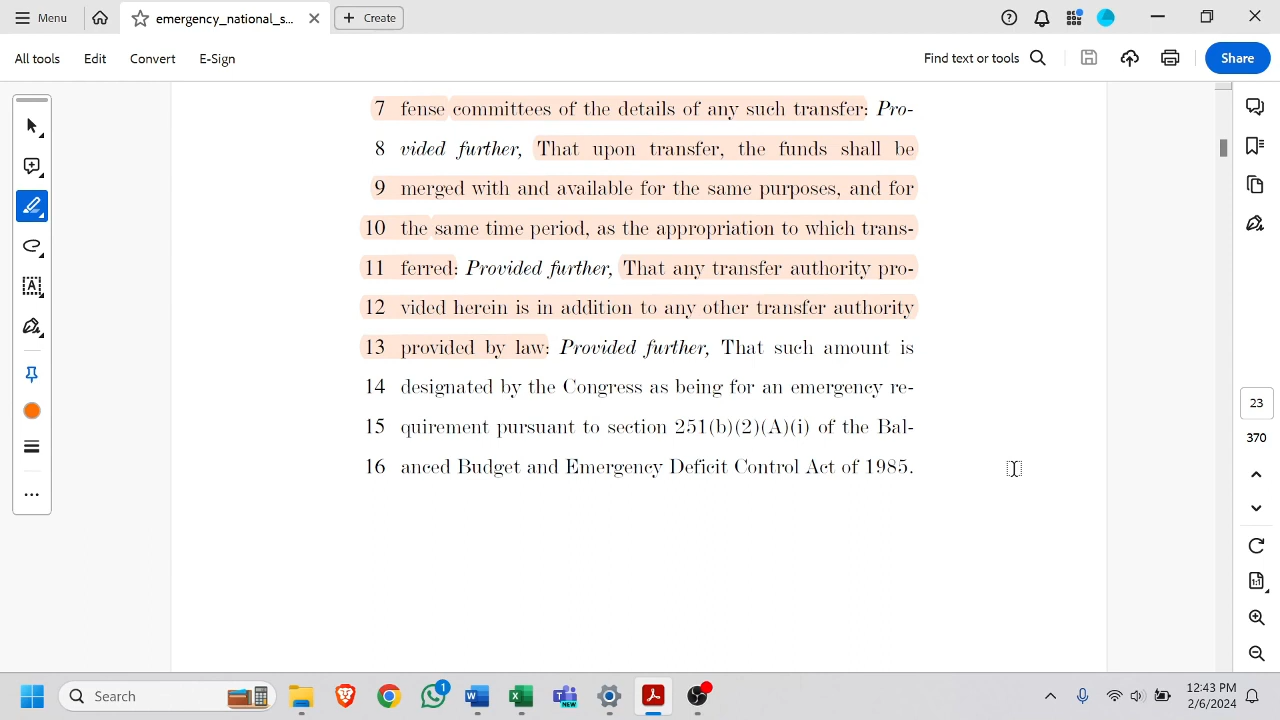 Menu
emergency_national_s...
Create
All tools
Edit
Convert
E-Sign
Find text or tools
Share
7 fense committees of the details of any such transfer: Pro-
8 vided further, That upon transfer, the funds shall be
9 merged with and available for the same purposes, and for
10 the same time period, as the appropriation to which trans-
11 ferred: Provided further, That any transfer authority pro-
12 vided herein is in addition to any other transfer authority
13 provided by law: Provided further, That such amount is
14 designated by the Congress as being for an emergency re-
15 quirement pursuant to section 251(b)(2)(A)(i) of the Bal-
16 anced Budget and Emergency Deficit Control Act of 1985.
23
370
1:1
Search
1
NEW
12:43 PM
2/6/2024